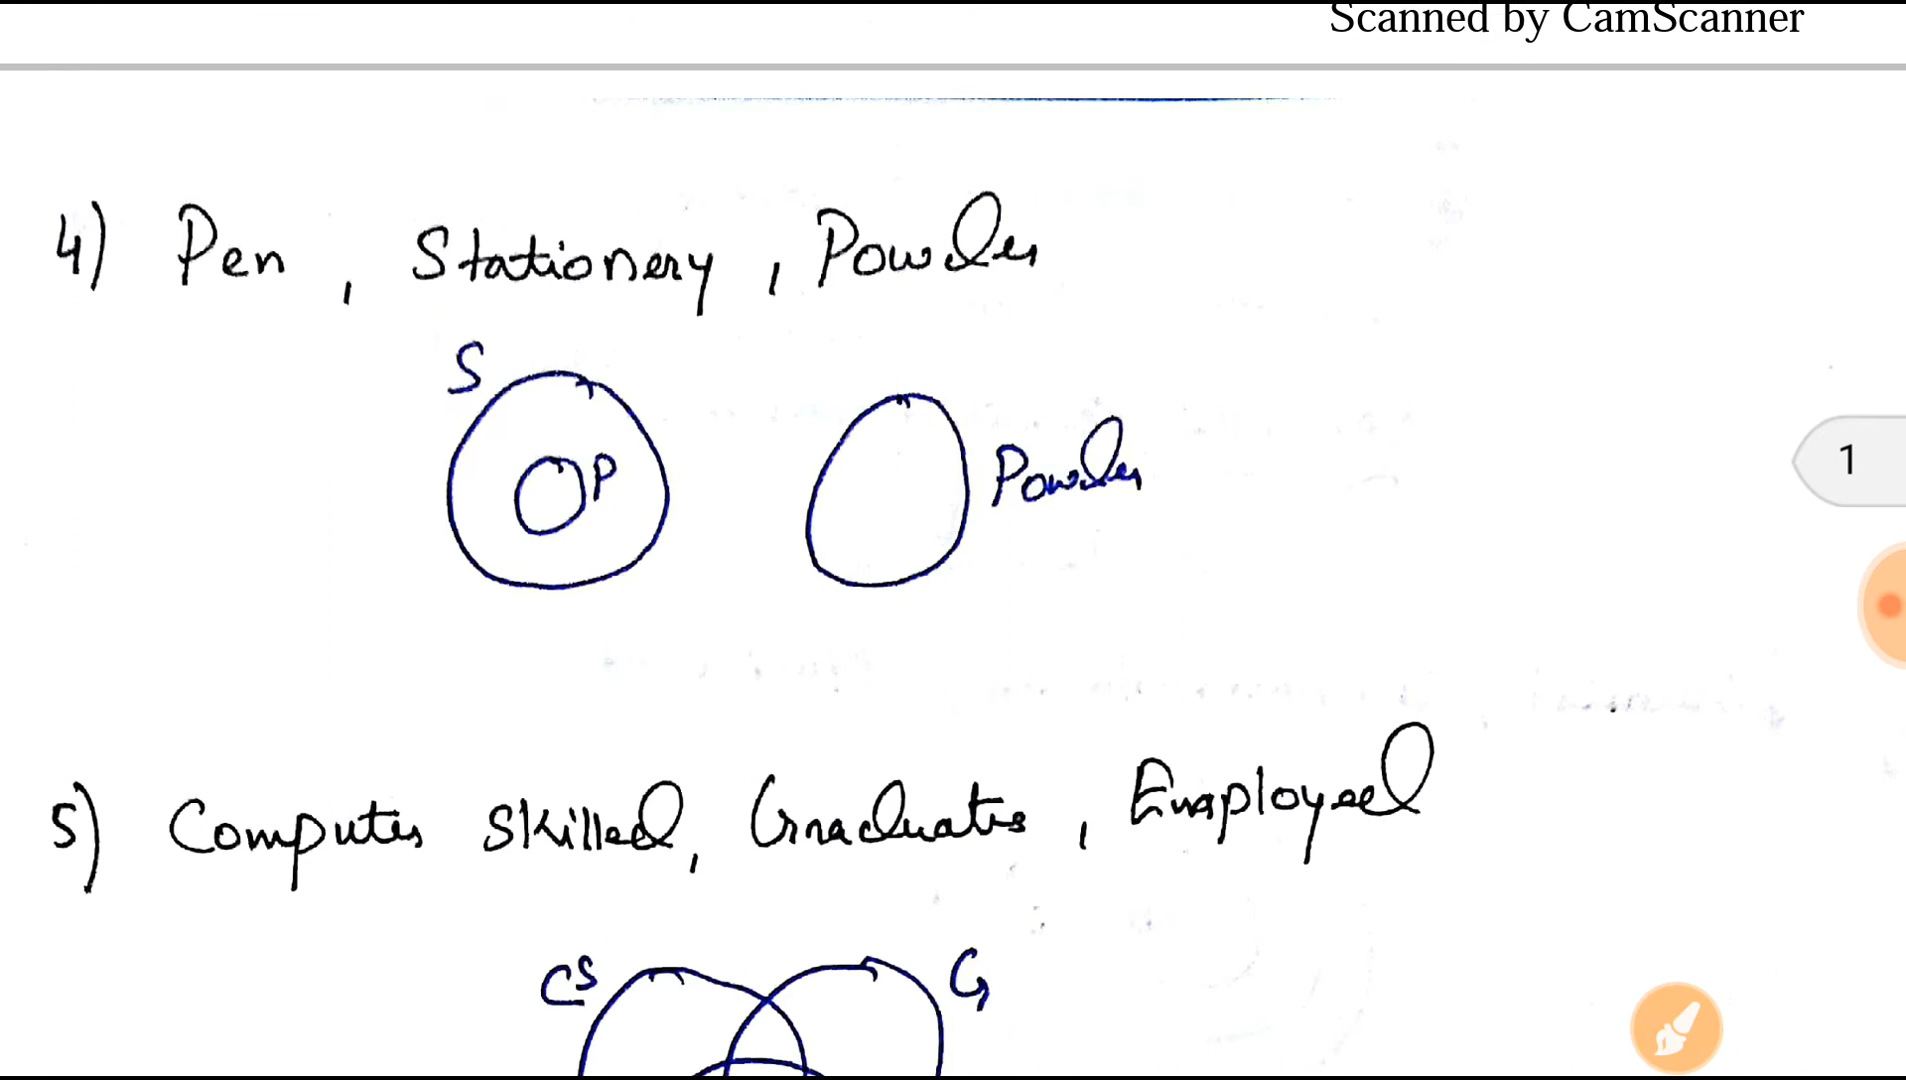 Scanned by CamScanner
4) Pen, Stationery, Powder
S
P
Powder
1
5) Computer skilled, Graduates, Employed
CS
G